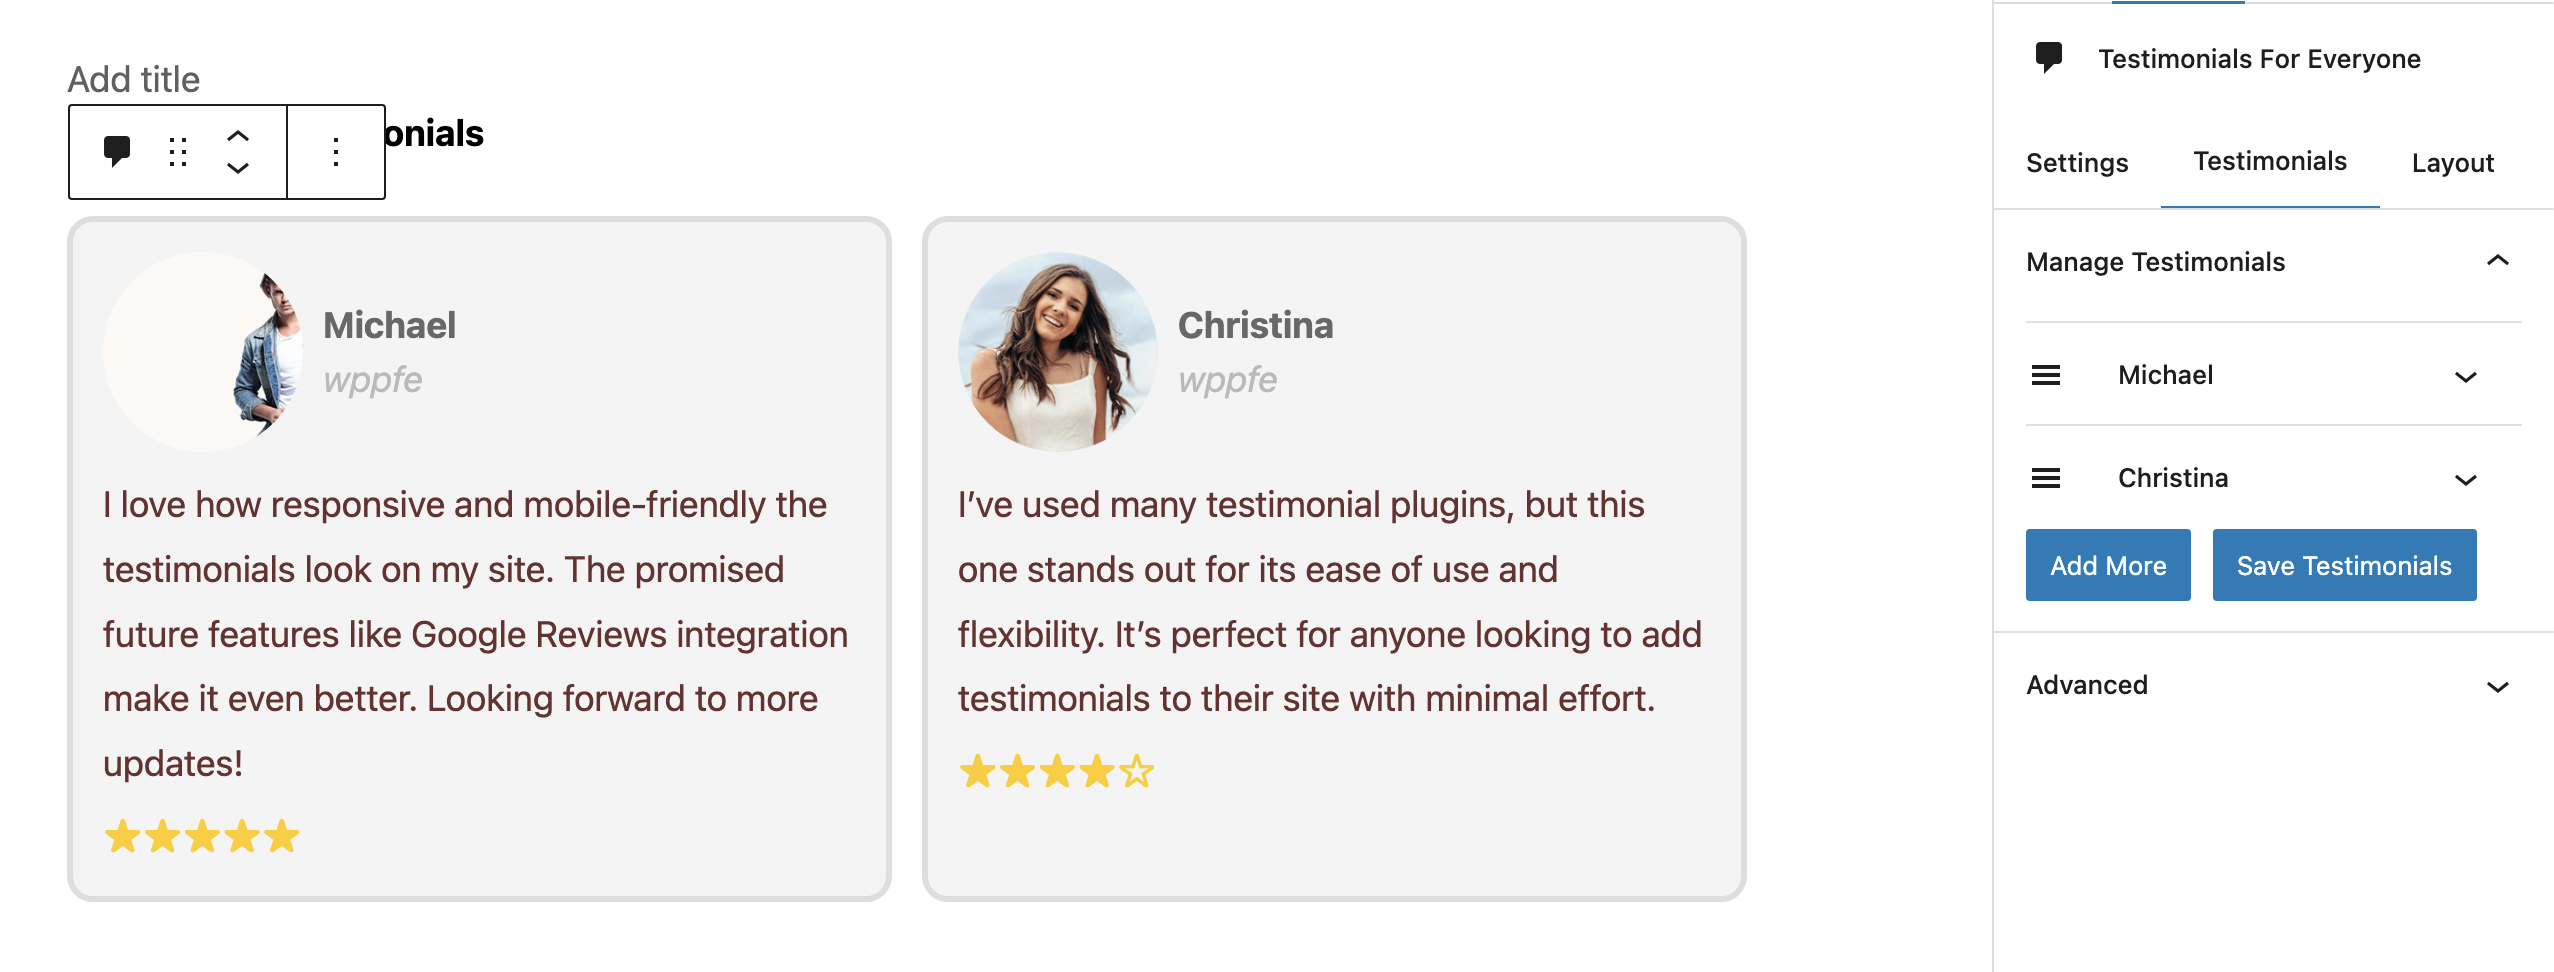 Add title
onials
Michael
wppfe
I love how responsive and mobile-friendly the
testimonials look on my site. The promised
future features like Google Reviews integration
make it even better. Looking forward to more
updates!
Christina
wppfe
I’ve used many testimonial plugins, but this
one stands out for its ease of use and
flexibility. It’s perfect for anyone looking to add
testimonials to their site with minimal effort.
Testimonials For Everyone
Settings Testimonials Layout
Manage Testimonials
Michael
Christina
Add More Save Testimonials
Advanced